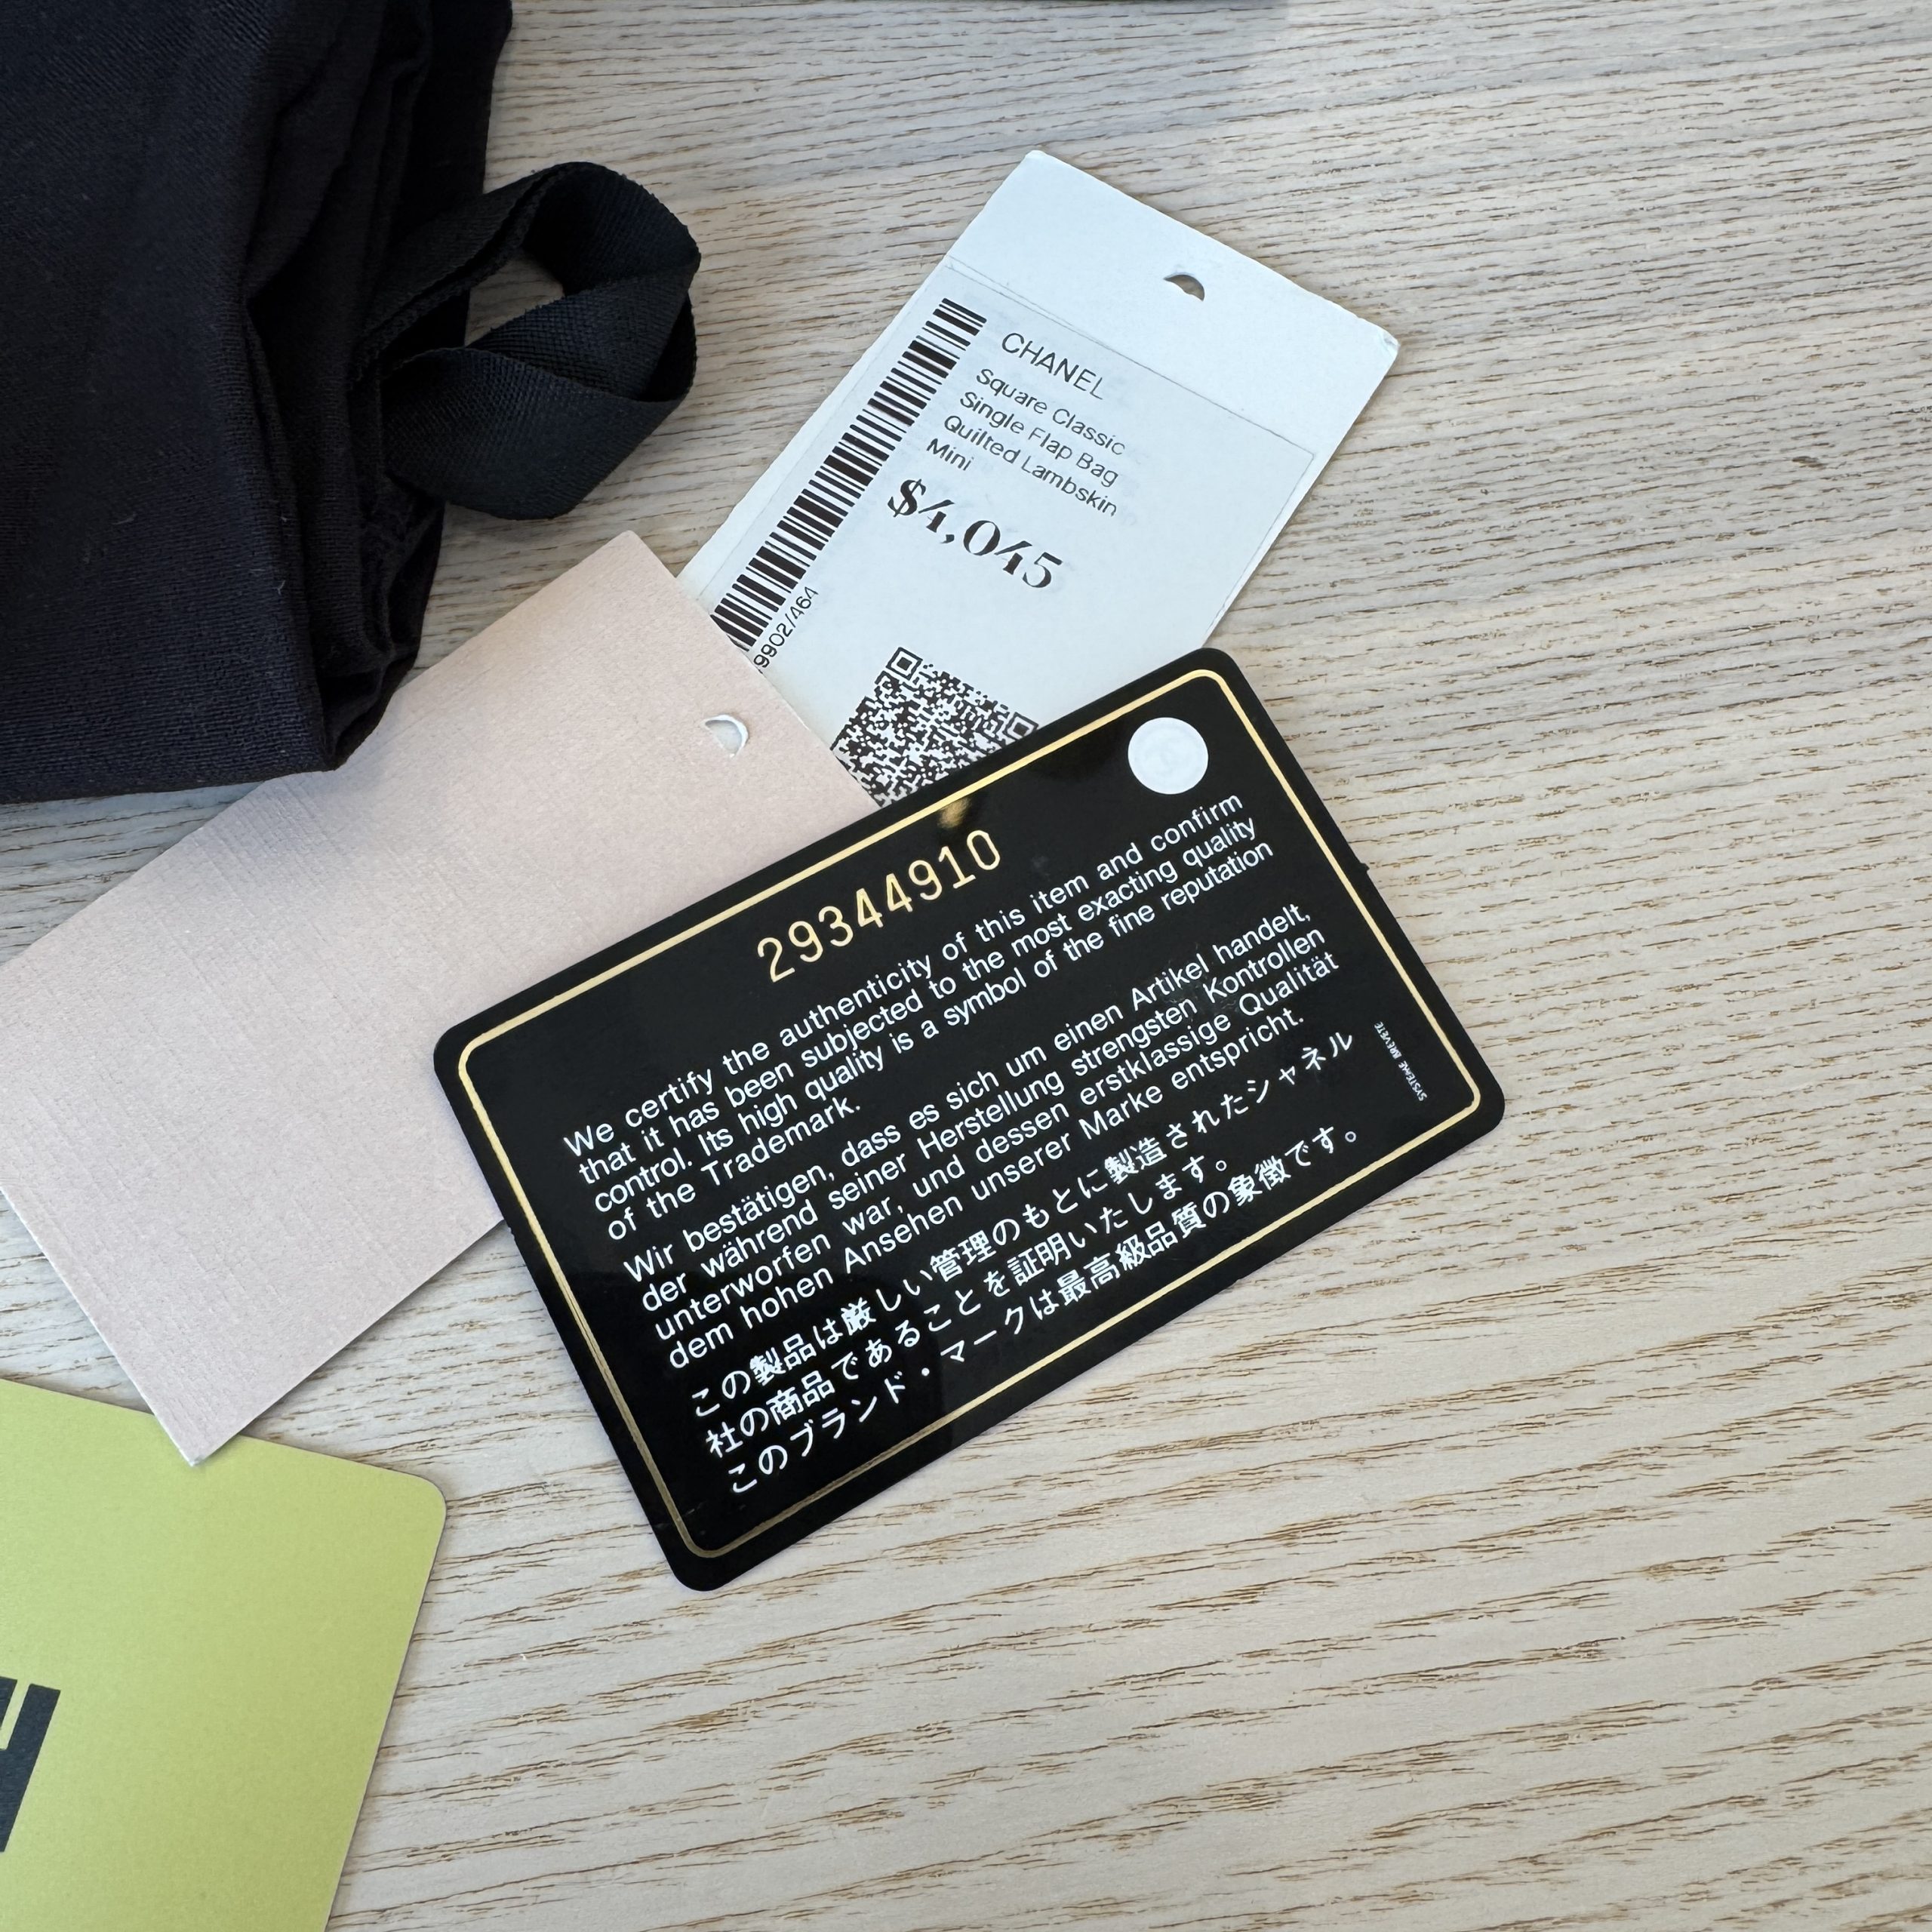 CHANEL
Square Classic
Single Flap Bag
Quilted Lambskin
Mini
$4,045
9902/464
29344910
We certify the authenticity of this item and confirm
that it has been subjected to the most exacting quality
control. Its high quality is a symbol of the fine reputation
of the Trademark.
Wir bestätigen, dass es sich um einen Artikel handelt,
der während seiner Herstellung strengsten Kontrollen
unterworfen war, und dessen erstklassige Qualität
dem hohen Ansehen unserer Marke entspricht.
この製品は厳しい管理のもとに製造されたシャネル
社の商品であることを証明いたします。
このブランド・マークは最高級品質の象徴です。
SYSTEME BREVETE